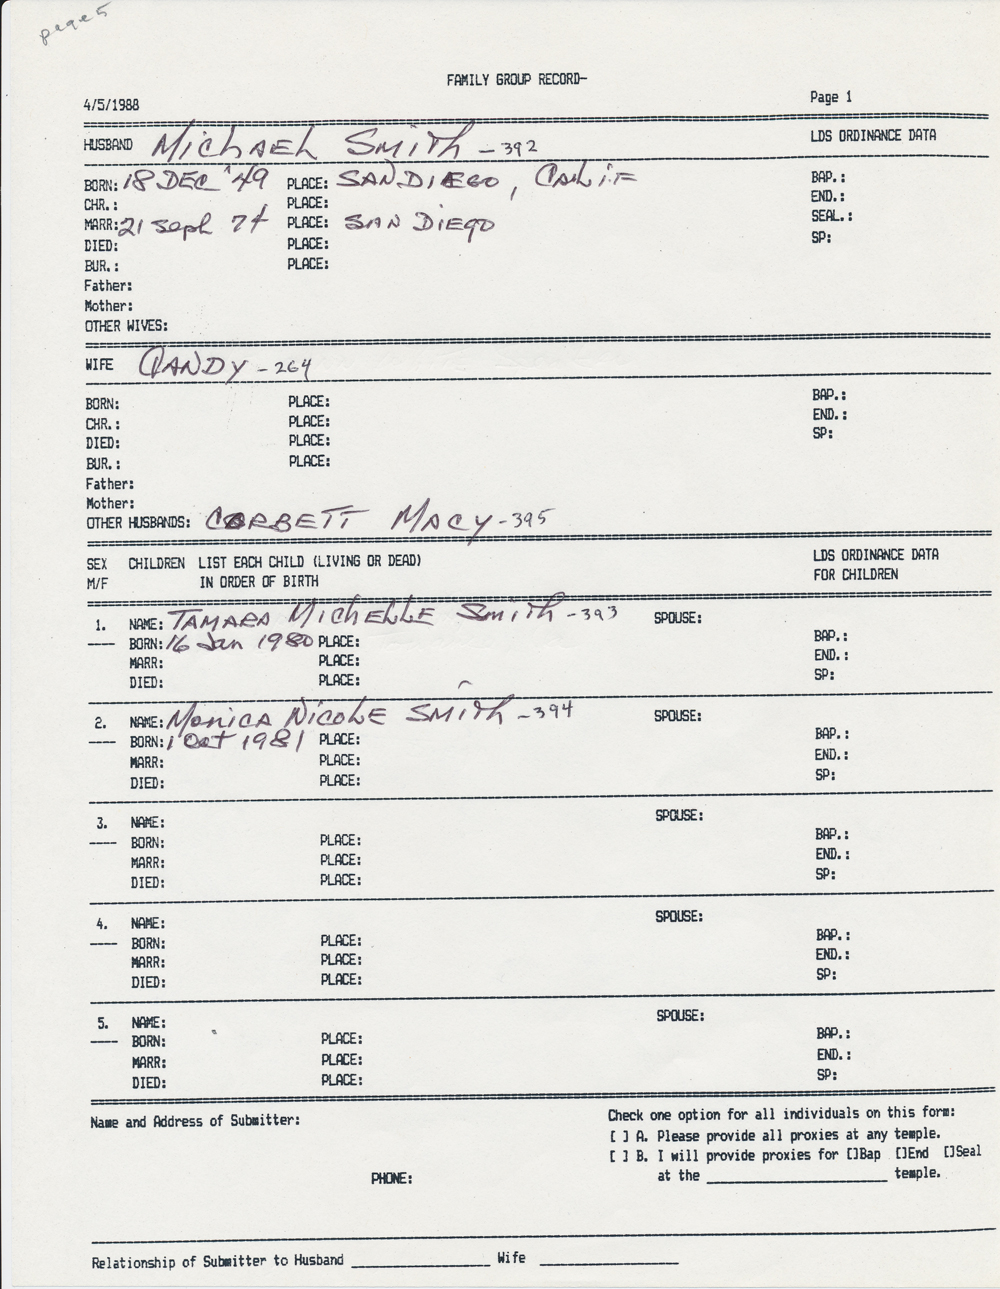 page 5
FAMILY GROUP RECORD-
4/5/1988 Page 1
HUSBAND Michael Smith - 392 LDS ORDINANCE DATA
BORN: 18 DEC '49 PLACE: SAN DIEGO, CALIF BAP.:
CHR.: PLACE: END.:
MARR: 21 Sept 74 PLACE: SAN DIEGO SEAL.:
DIED: PLACE: SP:
BUR.: PLACE:
Father:
Mother:
OTHER WIVES:
WIFE CANDY - 264
BORN: PLACE: BAP.:
CHR.: PLACE: END.:
DIED: PLACE: SP:
BUR.: PLACE:
Father:
Mother:
OTHER HUSBANDS: CORBETT MACY - 395
SEX CHILDREN LIST EACH CHILD (LIVING OR DEAD) LDS ORDINANCE DATA
M/F IN ORDER OF BIRTH FOR CHILDREN
1. NAME: TAMARA MICHELLE Smith - 393 SPOUSE:
---- BORN: 16 Jan 1980 PLACE: BAP.:
MARR: PLACE: END.:
DIED: PLACE: SP:
2. NAME: Monica Nicole Smith - 394 SPOUSE:
---- BORN: 1 Oct 1981 PLACE: BAP.:
MARR: PLACE: END.:
DIED: PLACE: SP:
3. NAME: SPOUSE:
---- BORN: PLACE: BAP.:
MARR: PLACE: END.:
DIED: PLACE: SP:
4. NAME: SPOUSE:
---- BORN: PLACE: BAP.:
MARR: PLACE: END.:
DIED: PLACE: SP:
5. NAME: SPOUSE:
---- BORN: PLACE: BAP.:
MARR: PLACE: END.:
DIED: PLACE: SP:
Name and Address of Submitter: Check one option for all individuals on this form:
[ ] A. Please provide all proxies at any temple.
[ ] B. I will provide proxies for []Bap []End []Seal
PHONE: at the ____________________ temple.
Relationship of Submitter to Husband _______________ Wife _______________